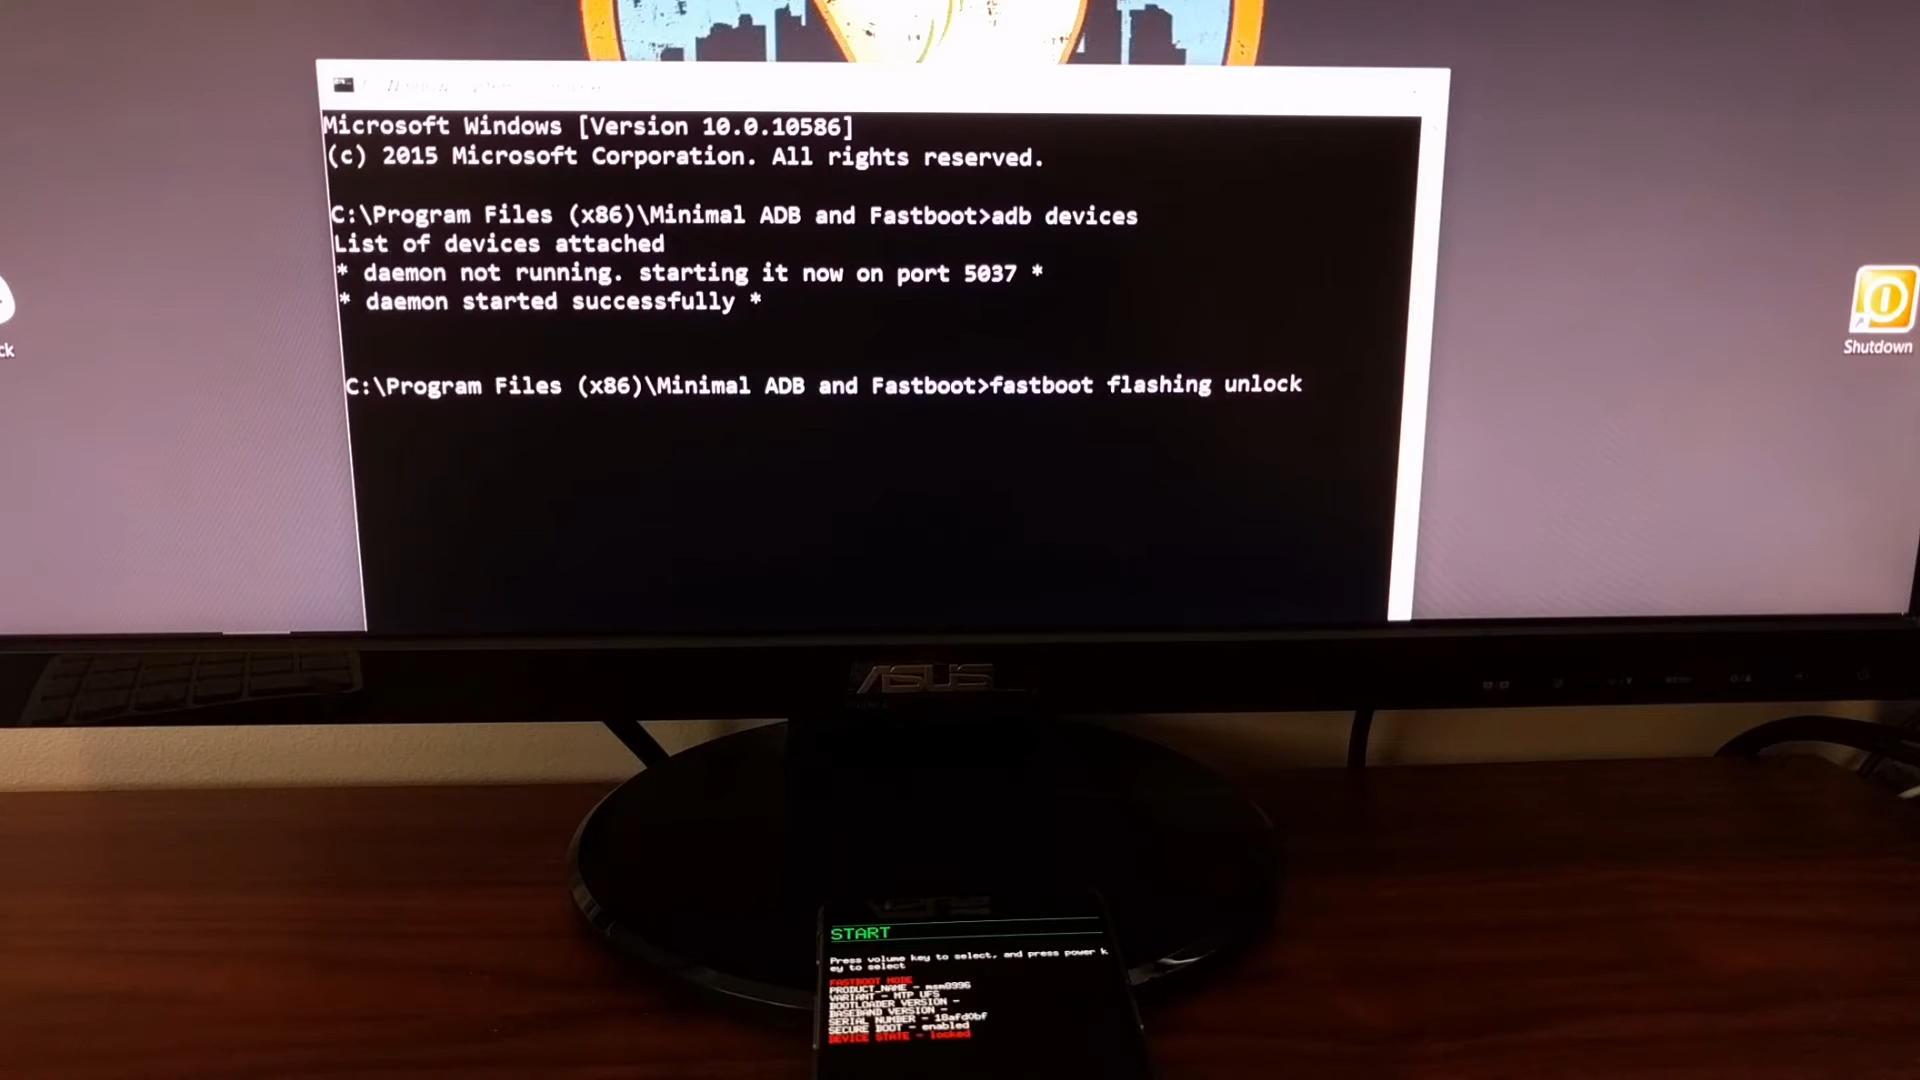 Microsoft Windows [Version 10.0.10586]
(c) 2015 Microsoft Corporation. All rights reserved.
C:\Program Files (x86)\Minimal ADB and Fastboot>adb devices
List of devices attached
* daemon not running. starting it now on port 5037 *
* daemon started successfully *
C:\Program Files (x86)\Minimal ADB and Fastboot>fastboot flashing unlock
ck
Shutdown
ASUS
START
Press volume key to select, and press power k
ey to select
FASTBOOT MODE
PRODUCT_NAME - msm8996
VARIANT - MTP UFS
BOOTLOADER VERSION -
BASEBAND VERSION -
SERIAL NUMBER - 18afd0bf
SECURE BOOT - enabled
DEVICE STATE - locked